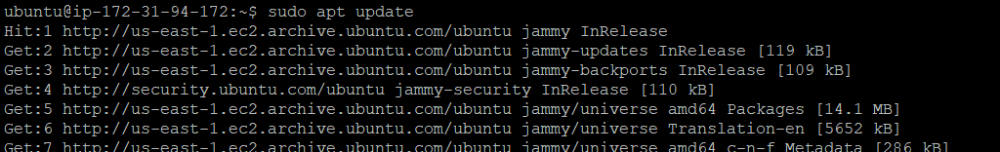 ubuntu@ip-172-31-94-172:~$ sudo apt update
Hit:1 http://us-east-1.ec2.archive.ubuntu.com/ubuntu jammy InRelease
Get:2 http://us-east-1.ec2.archive.ubuntu.com/ubuntu jammy-updates InRelease [119 kB]
Get:3 http://us-east-1.ec2.archive.ubuntu.com/ubuntu jammy-backports InRelease [109 kB]
Get:4 http://security.ubuntu.com/ubuntu jammy-security InRelease [110 kB]
Get:5 http://us-east-1.ec2.archive.ubuntu.com/ubuntu jammy/universe amd64 Packages [14.1 MB]
Get:6 http://us-east-1.ec2.archive.ubuntu.com/ubuntu jammy/universe Translation-en [5652 kB]
Get:7 http://us-east-1.ec2.archive.ubuntu.com/ubuntu jammy/universe amd64 c-n-f Metadata [286 kB]